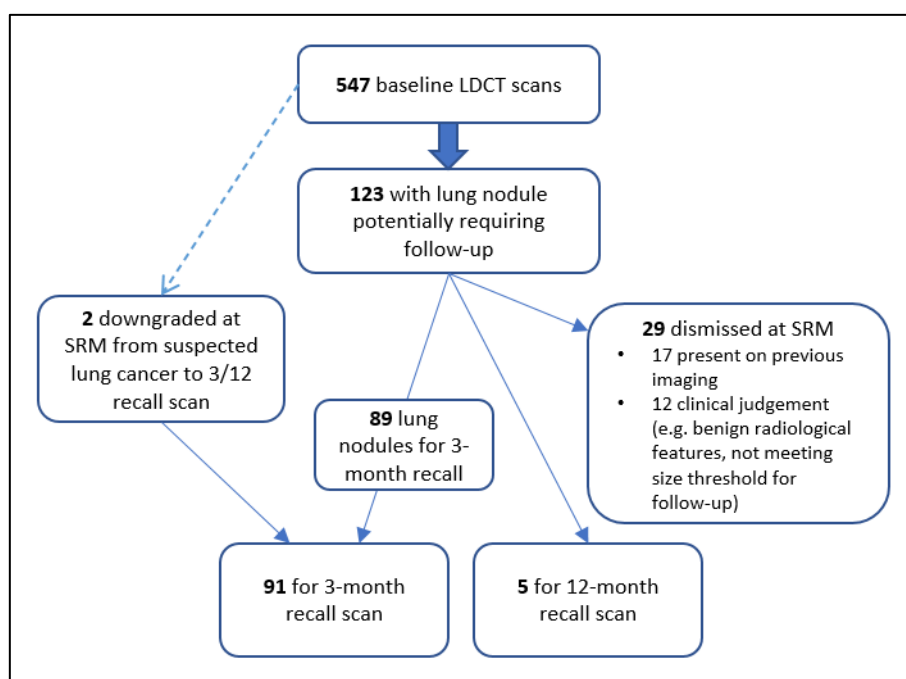 547 baseline LDCT scans
123 with lung nodule
potentially requiring
follow-up
2 downgraded at
SRM from suspected
lung cancer to 3/12
recall scan
89 lung
nodules for 3-
month recall
29 dismissed at SRM
• 17 present on previous
imaging
• 12 clinical judgement
(e.g. benign radiological
features, not meeting
size threshold for
follow-up)
91 for 3-month
recall scan
5 for 12-month
recall scan